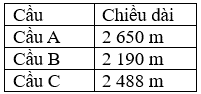 Cầu Chiều dài
Cầu A 2 650 m
Cầu B 2 190 m
Cầu C 2 488 m